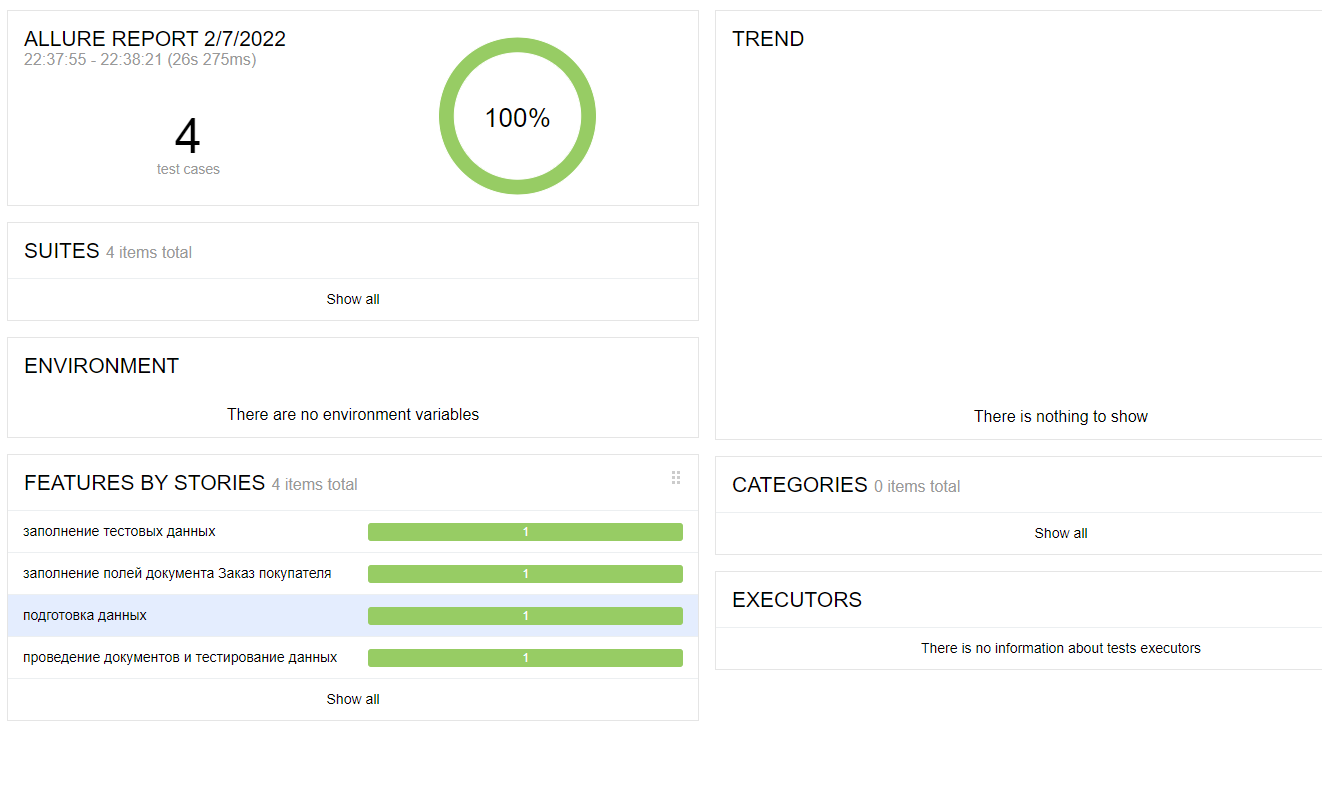 ALLURE REPORT 2/7/2022
22:37:55 - 22:38:21 (26s 275ms)
4
test cases
100%
SUITES 4 items total
Show all
ENVIRONMENT
There are no environment variables
FEATURES BY STORIES 4 items total
заполнение тестовых данных 1
заполнение полей документа Заказ покупателя 1
подготовка данных 1
проведение документов и тестирование данных 1
Show all
TREND
There is nothing to show
CATEGORIES 0 items total
Show all
EXECUTORS
There is no information about tests executors